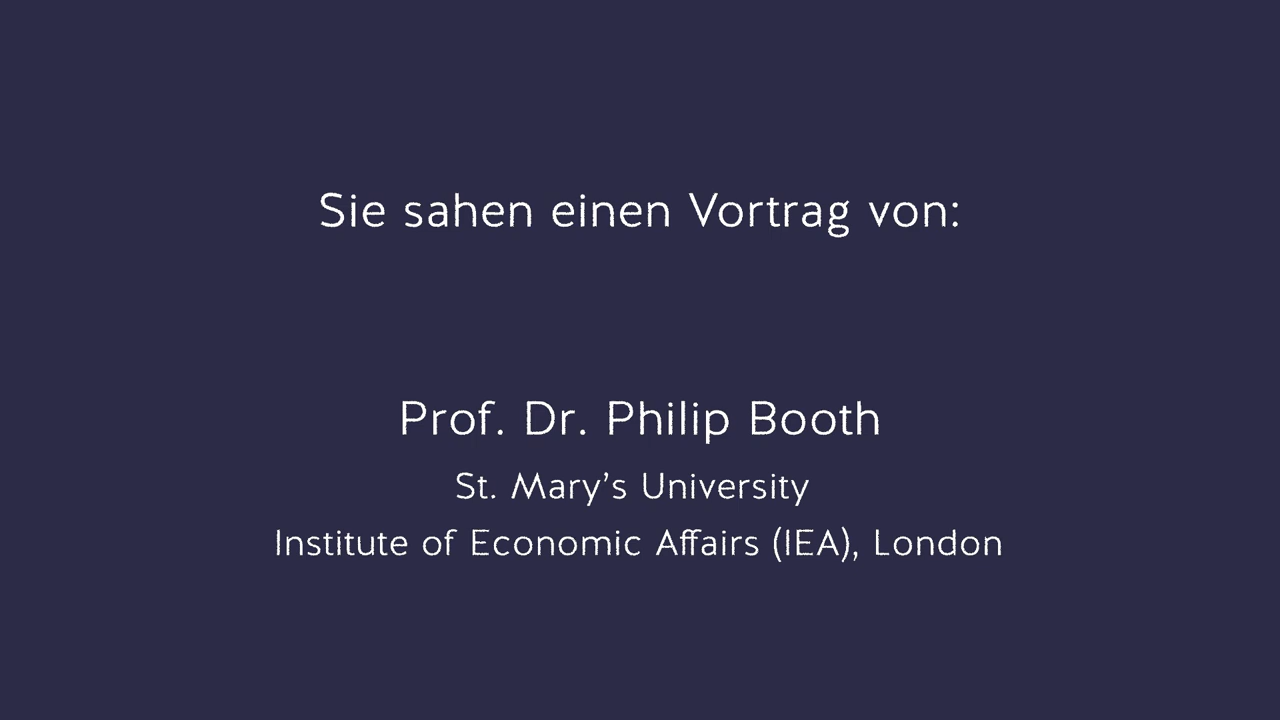 Sie sahen einen Vortrag von:
Prof. Dr. Philip Booth
St. Mary’s University
Institute of Economic Affairs (IEA), London